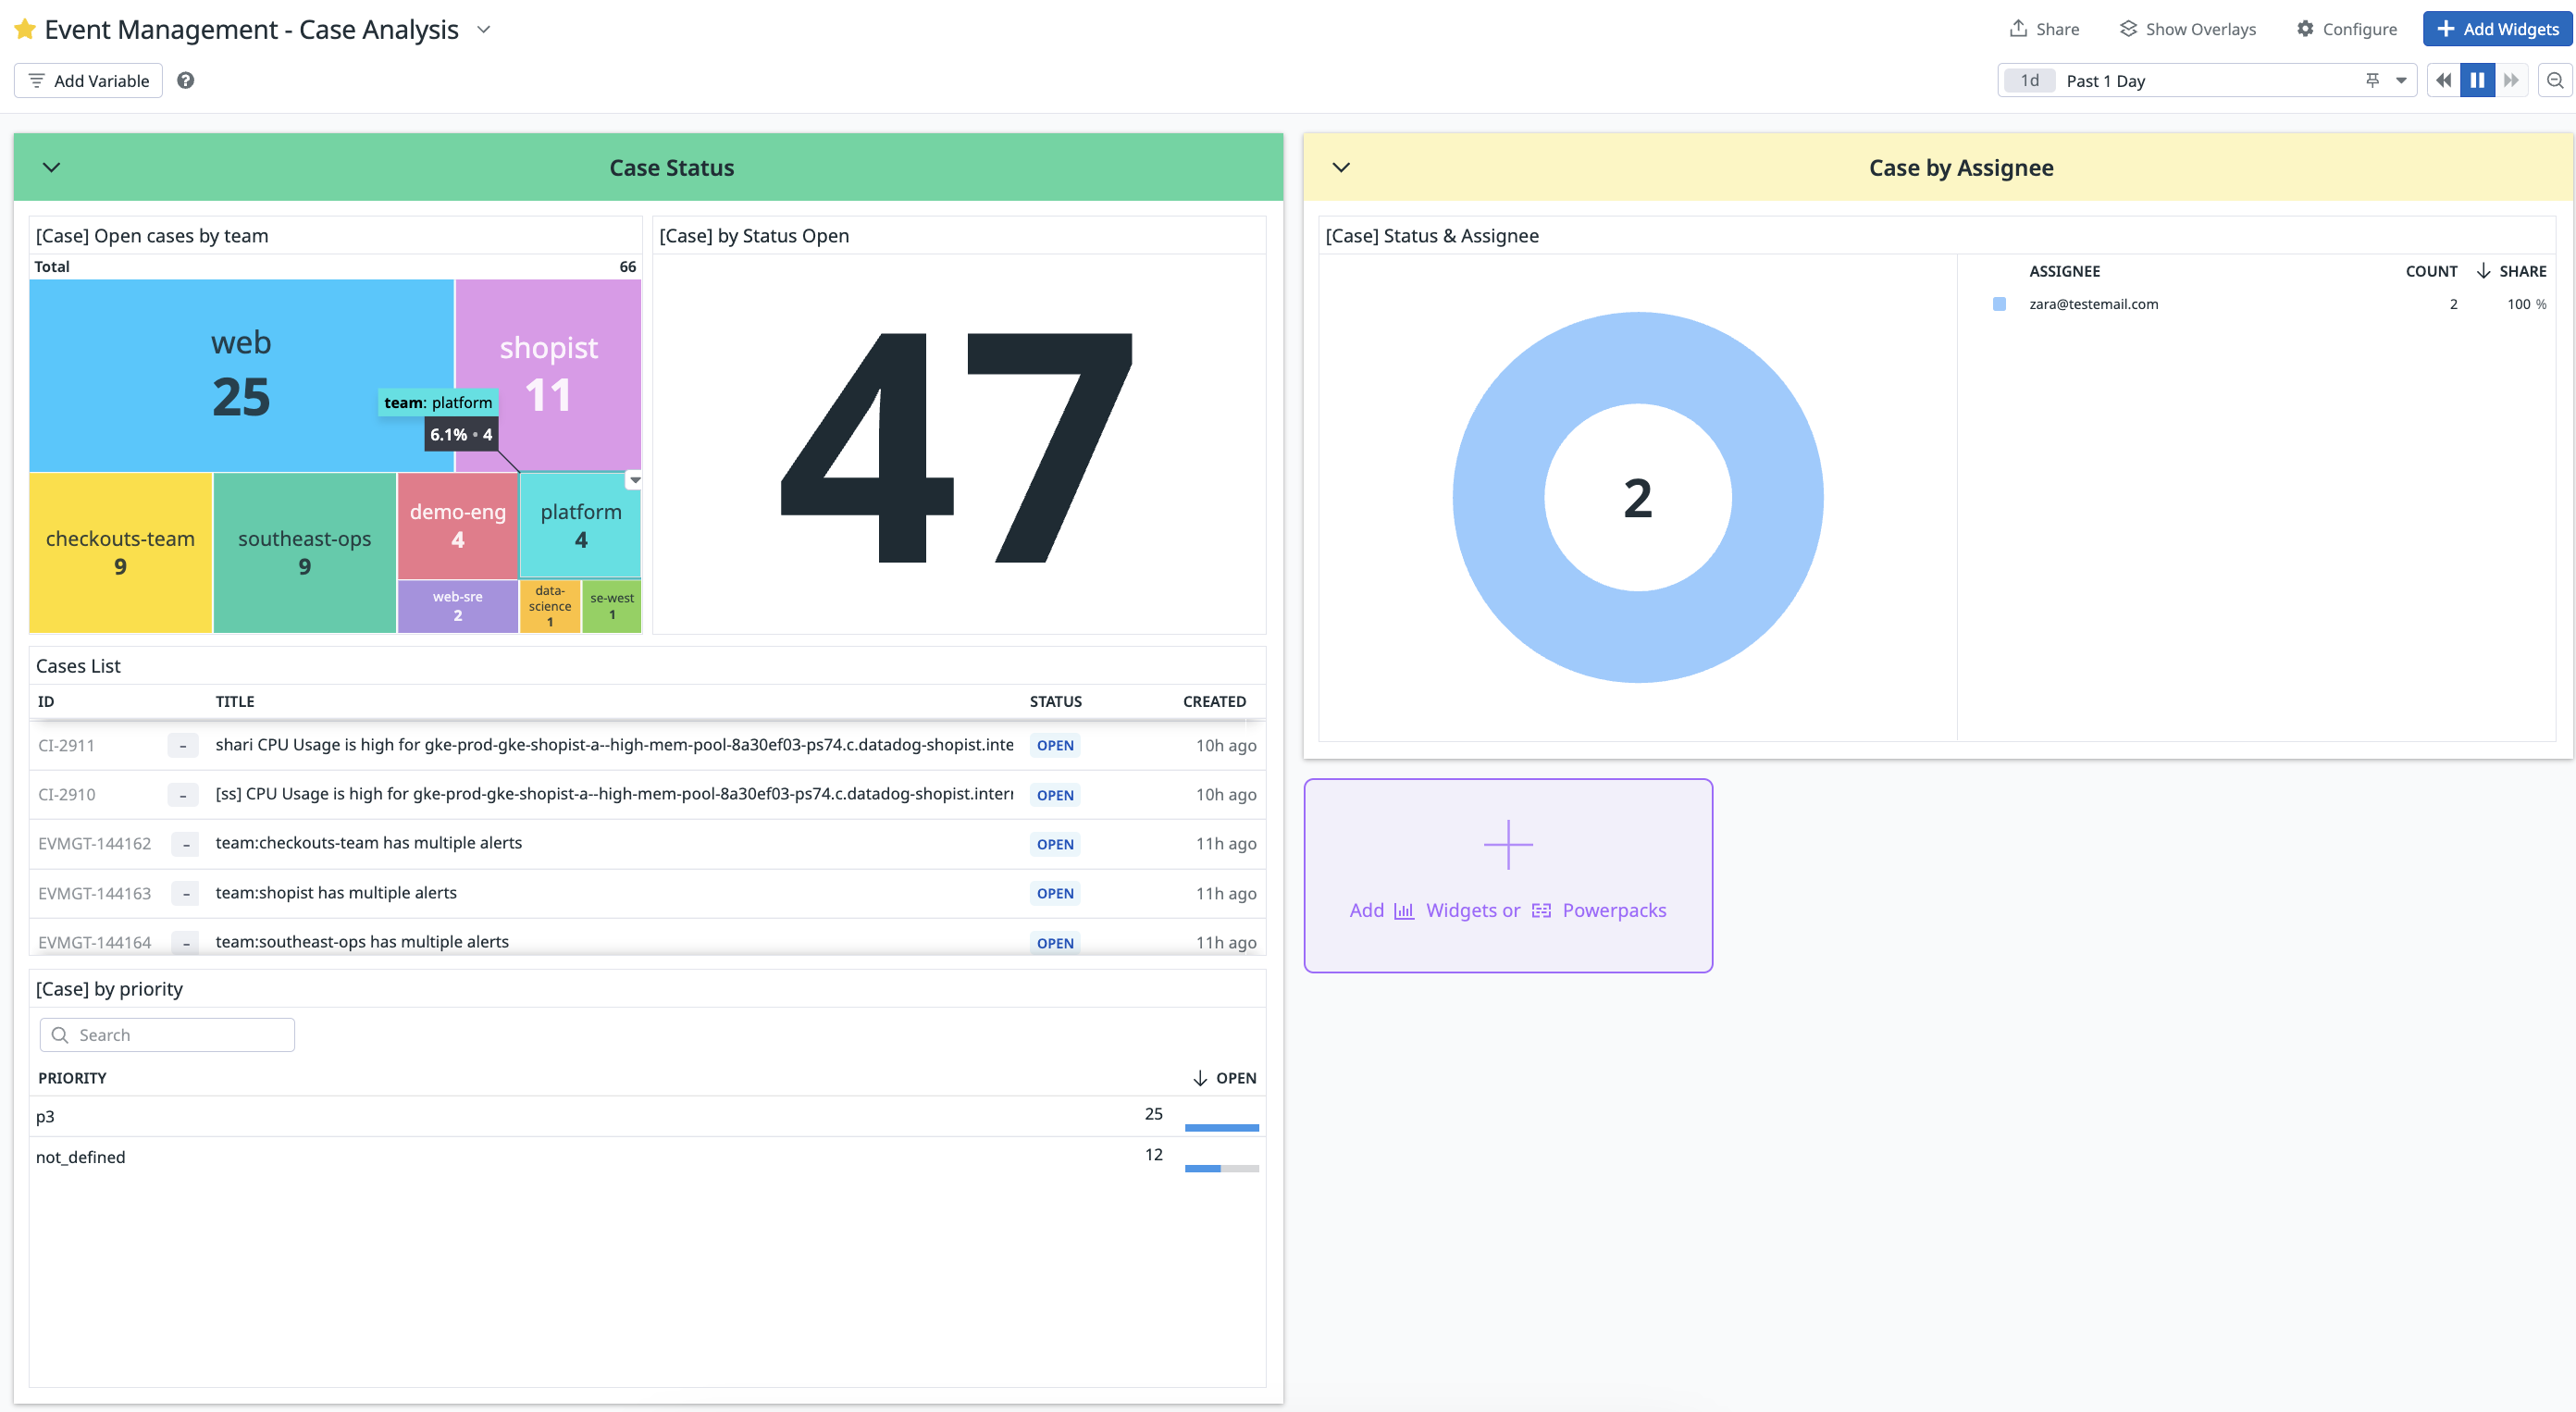 Event Management - Case Analysis
Share
Show Overlays
Configure
Add Widgets
Add Variable
1d Past 1 Day
Case Status
[Case] Open cases by team
Total 66
web
25
shopist
11
team: platform
6.1% • 4
checkouts-team
9
southeast-ops
9
demo-eng
4
platform
4
web-sre
2
data-
science
1
se-west
1
[Case] by Status Open
47
Cases List
ID TITLE STATUS CREATED
CI-2911 – shari CPU Usage is high for gke-prod-gke-shopist-a--high-mem-pool-8a30ef03-ps74.c.datadog-shopist.inte OPEN 10h ago
CI-2910 – [ss] CPU Usage is high for gke-prod-gke-shopist-a--high-mem-pool-8a30ef03-ps74.c.datadog-shopist.interr OPEN 10h ago
EVMGT-144162 – team:checkouts-team has multiple alerts OPEN 11h ago
EVMGT-144163 – team:shopist has multiple alerts OPEN 11h ago
EVMGT-144164 – team:southeast-ops has multiple alerts OPEN 11h ago
[Case] by priority
Search
PRIORITY OPEN
p3 25
not_defined 12
Case by Assignee
[Case] Status & Assignee
2
ASSIGNEE COUNT SHARE
zara@testemail.com 2 100 %
Add Widgets or Powerpacks